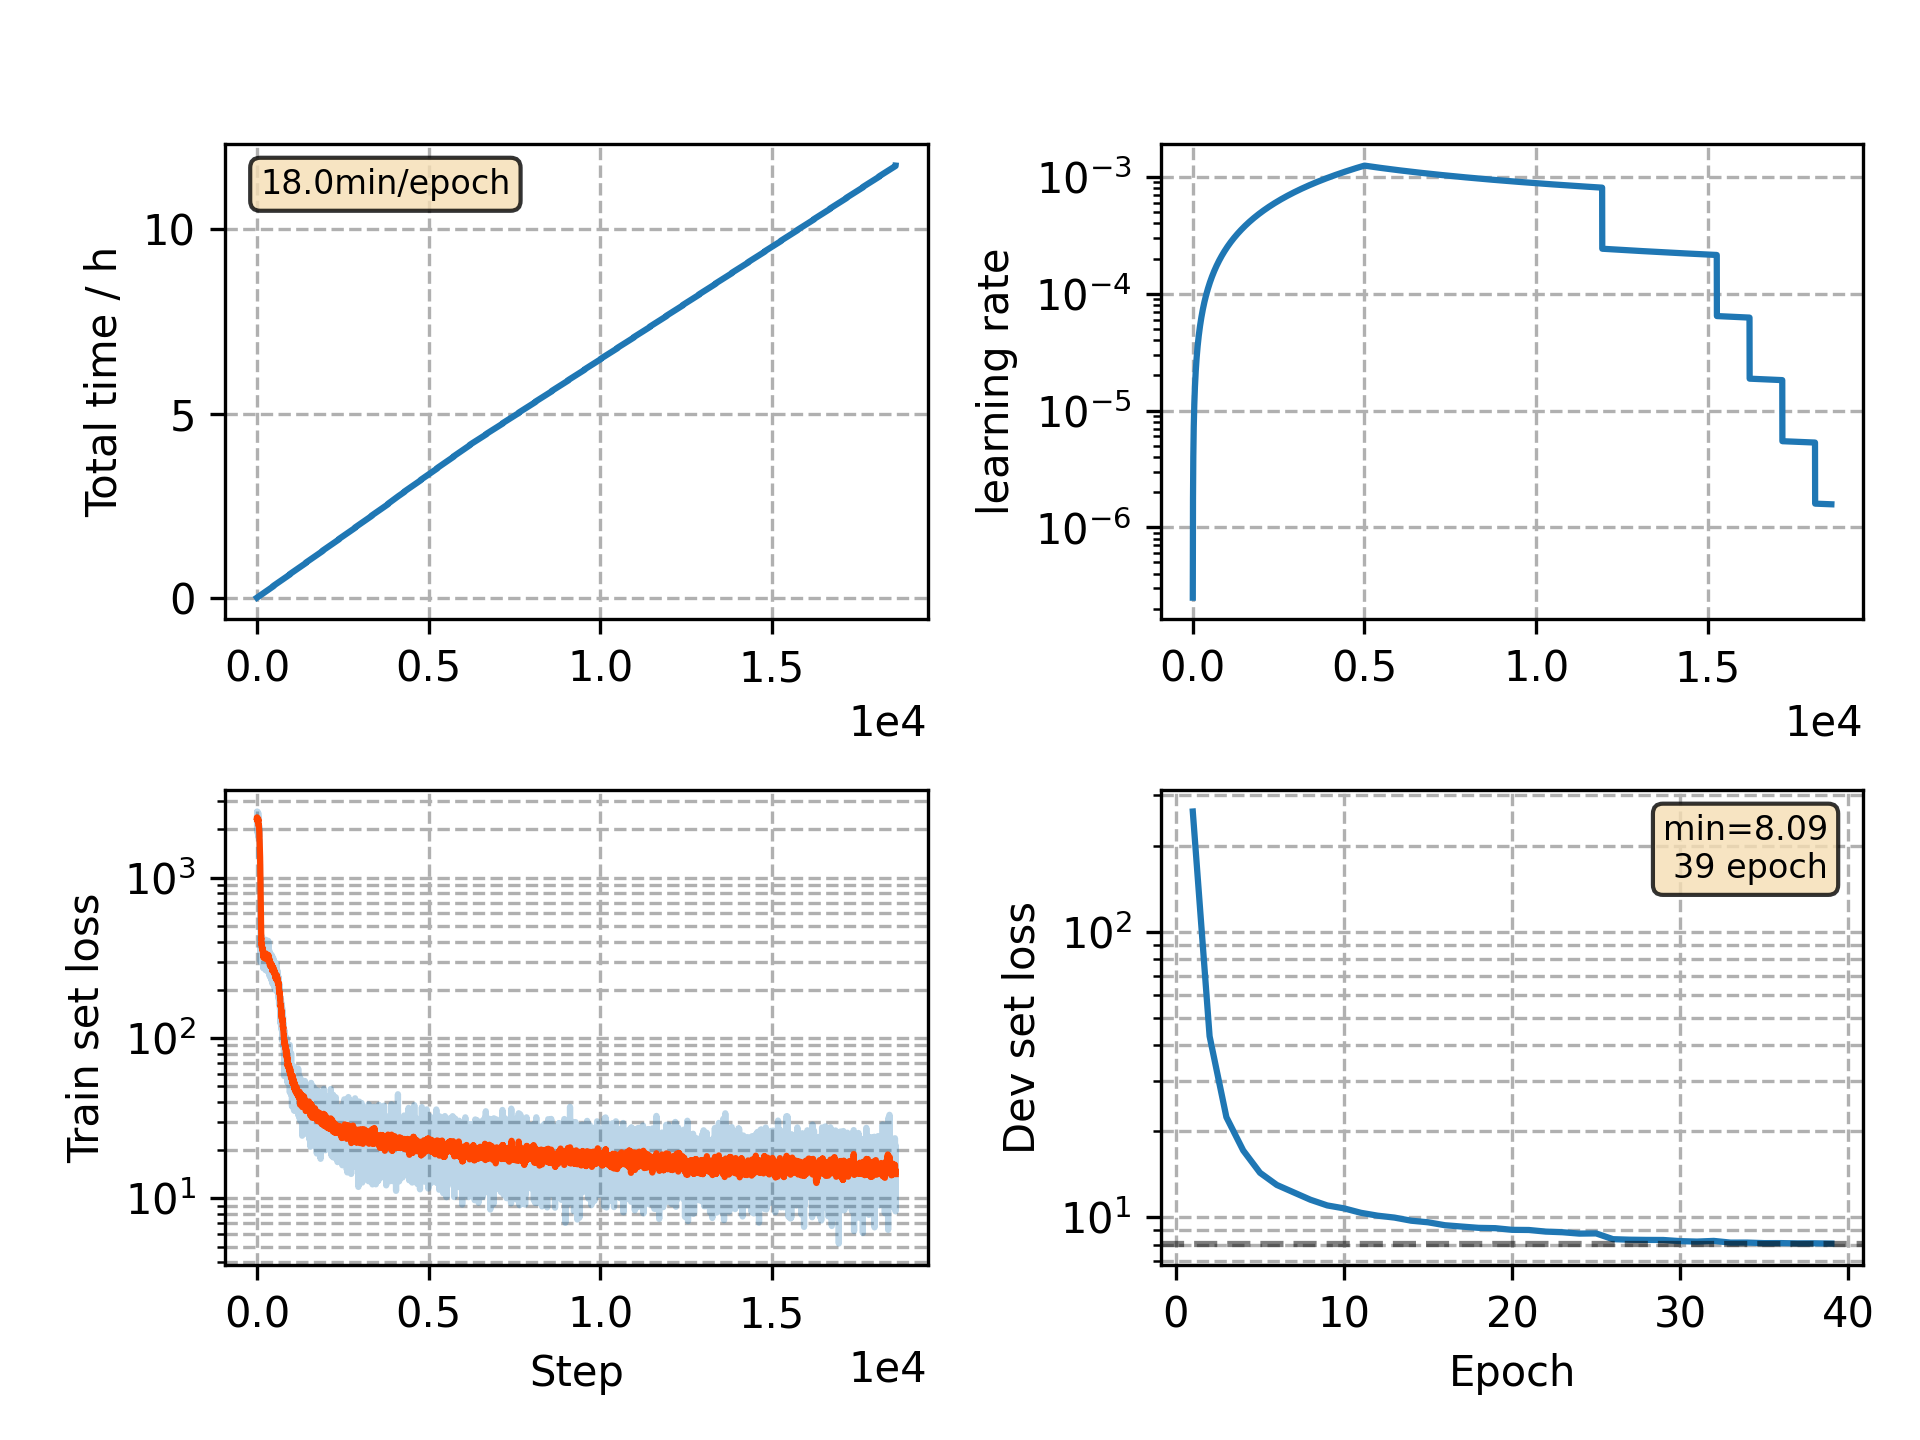 18.0min/epoch
Total time / h
10
5
0
0.0 0.5 1.0 1.5
1e4
learning rate
10⁻³
10⁻⁴
10⁻⁵
10⁻⁶
0.0 0.5 1.0 1.5
1e4
Train set loss
10³
10²
10¹
0.0 0.5 1.0 1.5
Step
1e4
min=8.09
39 epoch
Dev set loss
10²
10¹
0 10 20 30 40
Epoch